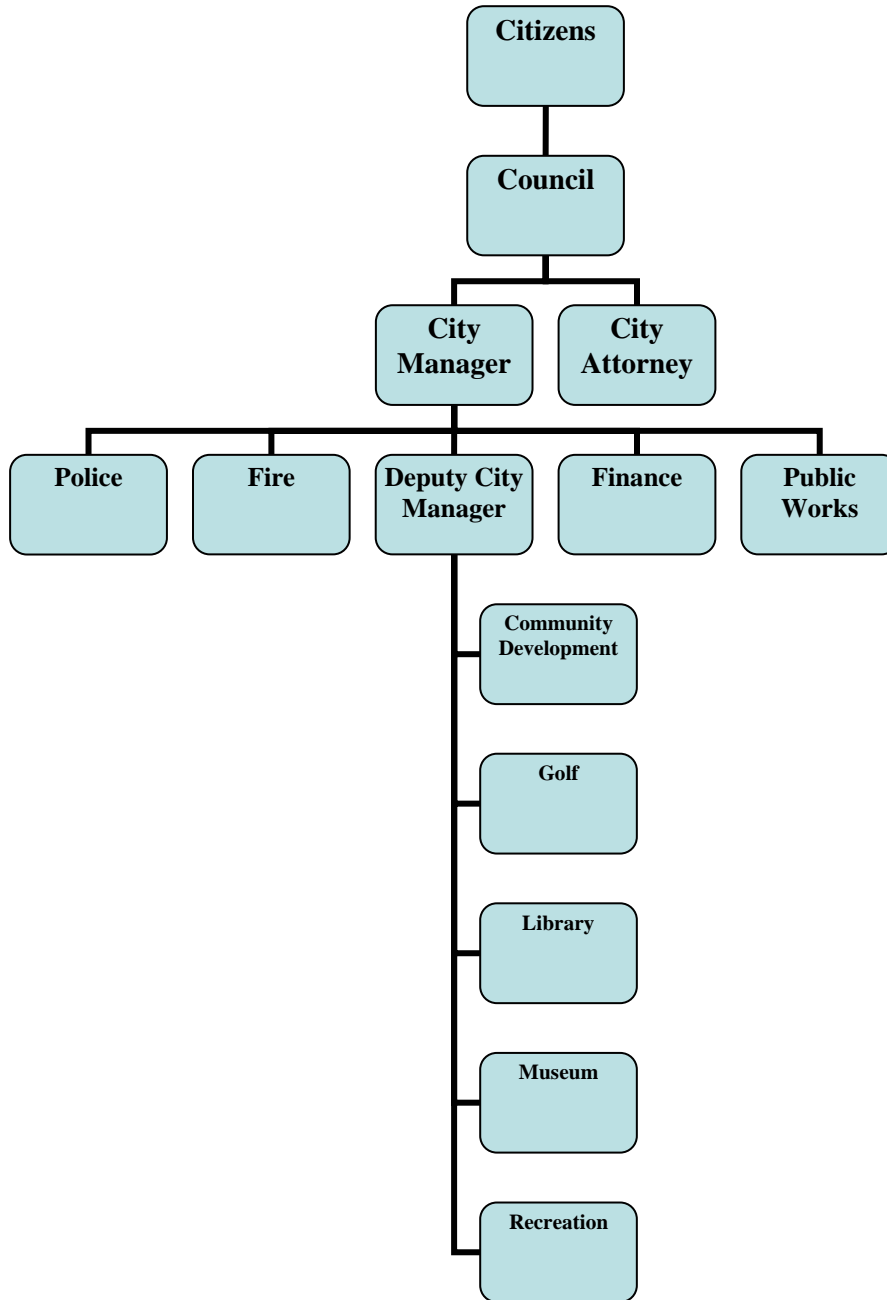 Citizens
Council
City
Manager
City
Attorney
Police
Fire
Deputy City
Manager
Finance
Public
Works
Community
Development
Golf
Library
Museum
Recreation